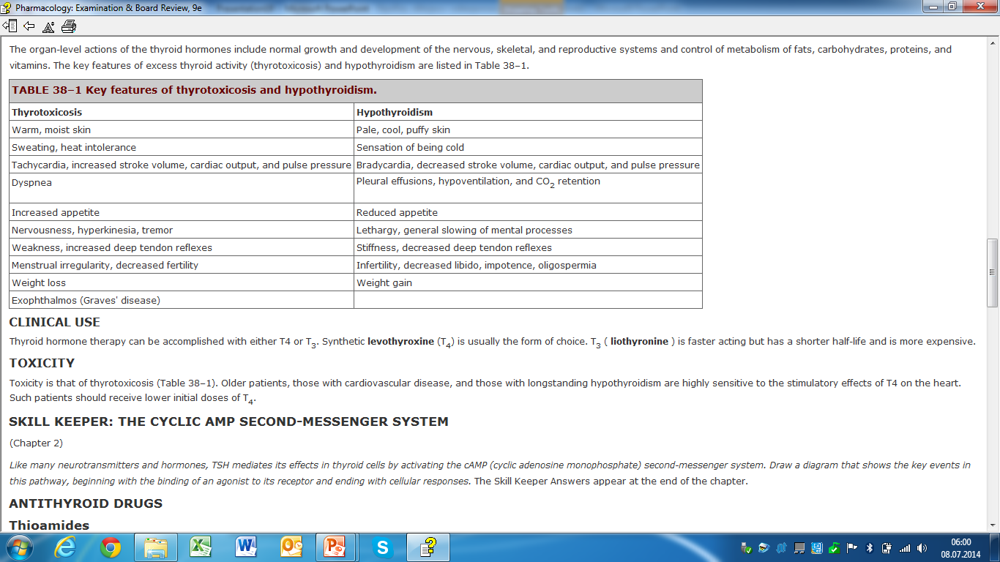 Pharmacology: Examination & Board Review, 9e
The organ-level actions of the thyroid hormones include normal growth and development of the nervous, skeletal, and reproductive systems and control of metabolism of fats, carbohydrates, proteins, and
vitamins. The key features of excess thyroid activity (thyrotoxicosis) and hypothyroidism are listed in Table 38–1.
TABLE 38–1 Key features of thyrotoxicosis and hypothyroidism.
Thyrotoxicosis Hypothyroidism
Warm, moist skin Pale, cool, puffy skin
Sweating, heat intolerance Sensation of being cold
Tachycardia, increased stroke volume, cardiac output, and pulse pressure Bradycardia, decreased stroke volume, cardiac output, and pulse pressure
Dyspnea Pleural effusions, hypoventilation, and CO2 retention
Increased appetite Reduced appetite
Nervousness, hyperkinesia, tremor Lethargy, general slowing of mental processes
Weakness, increased deep tendon reflexes Stiffness, decreased deep tendon reflexes
Menstrual irregularity, decreased fertility Infertility, decreased libido, impotence, oligospermia
Weight loss Weight gain
Exophthalmos (Graves' disease)
CLINICAL USE
Thyroid hormone therapy can be accomplished with either T4 or T3. Synthetic levothyroxine (T4) is usually the form of choice. T3 ( liothyronine ) is faster acting but has a shorter half-life and is more expensive.
TOXICITY
Toxicity is that of thyrotoxicosis (Table 38–1). Older patients, those with cardiovascular disease, and those with longstanding hypothyroidism are highly sensitive to the stimulatory effects of T4 on the heart.
Such patients should receive lower initial doses of T4.
SKILL KEEPER: THE CYCLIC AMP SECOND-MESSENGER SYSTEM
(Chapter 2)
Like many neurotransmitters and hormones, TSH mediates its effects in thyroid cells by activating the cAMP (cyclic adenosine monophosphate) second-messenger system. Draw a diagram that shows the key events in
this pathway, beginning with the binding of an agonist to its receptor and ending with cellular responses. The Skill Keeper Answers appear at the end of the chapter.
ANTITHYROID DRUGS
Thioamides
06:00
08.07.2014